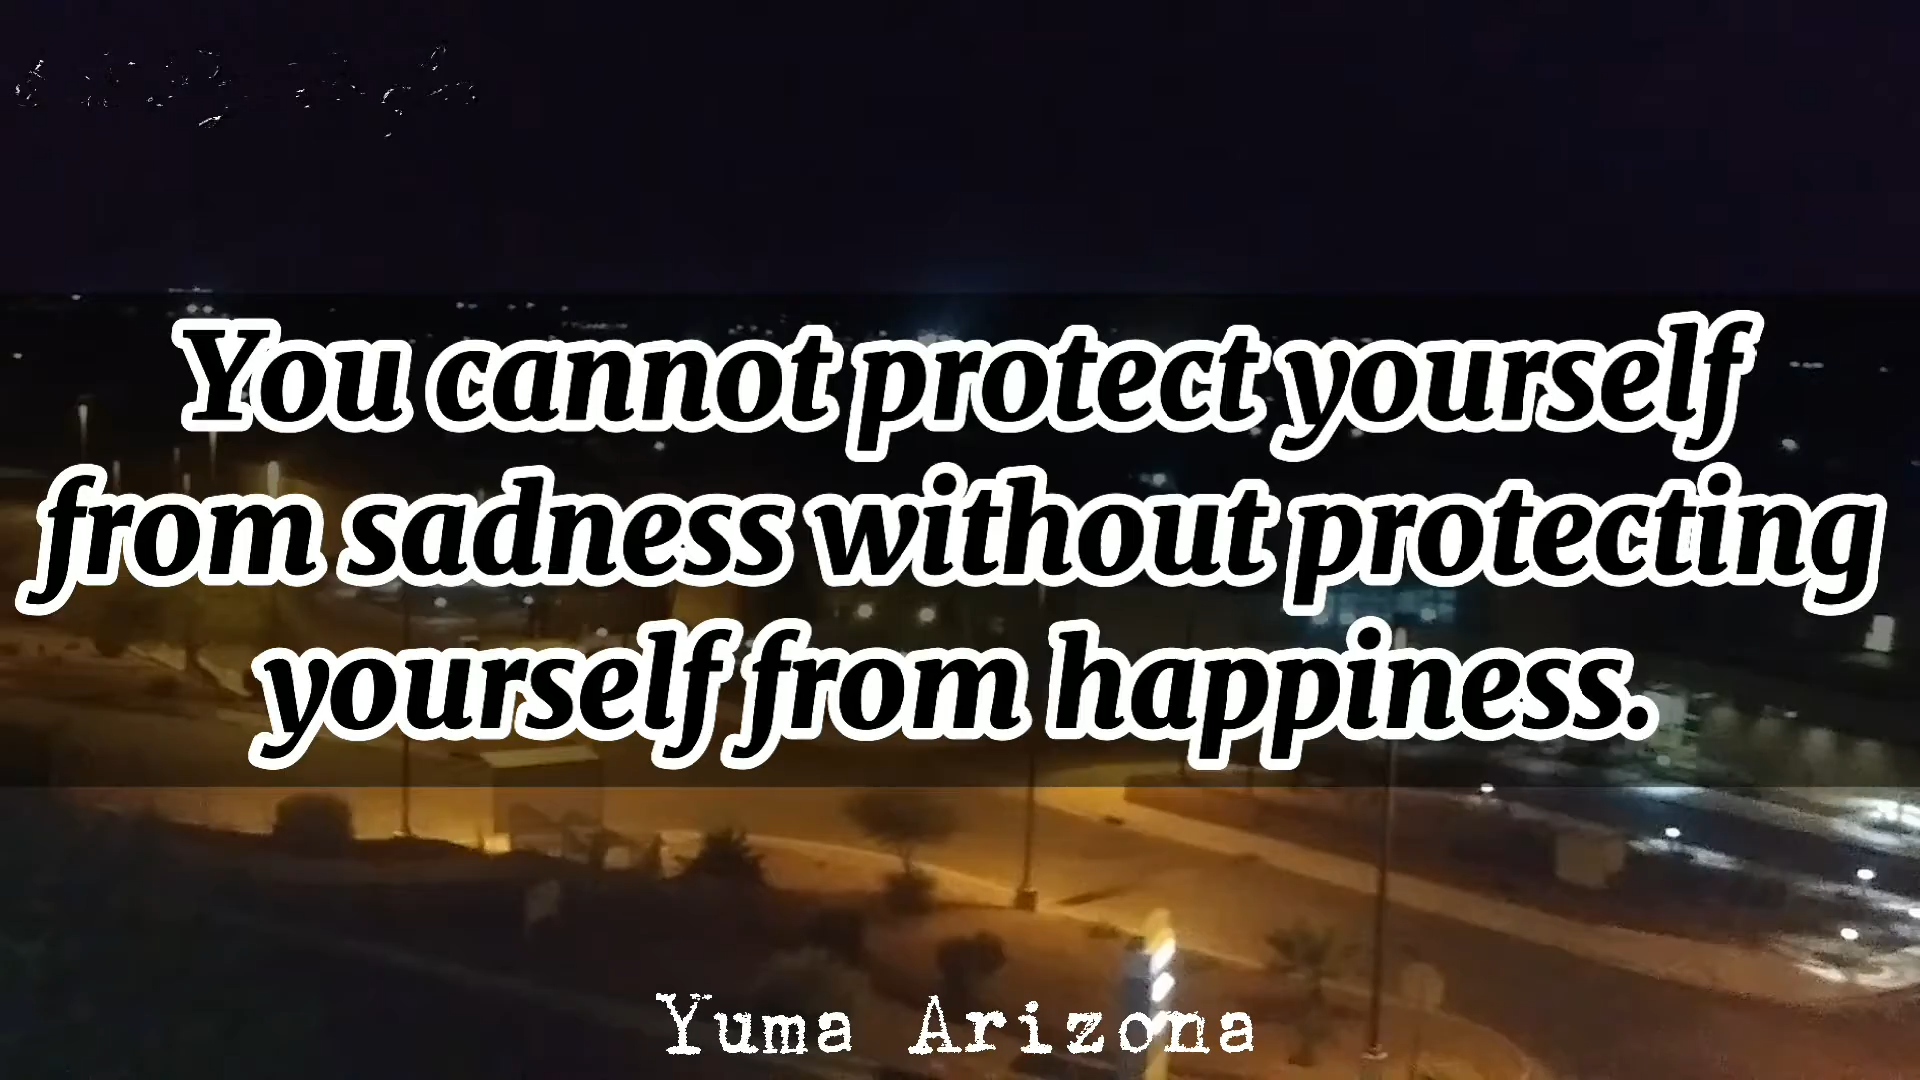 You cannot protect yourself
from sadness without protecting
yourself from happiness.
Yuma Arizona